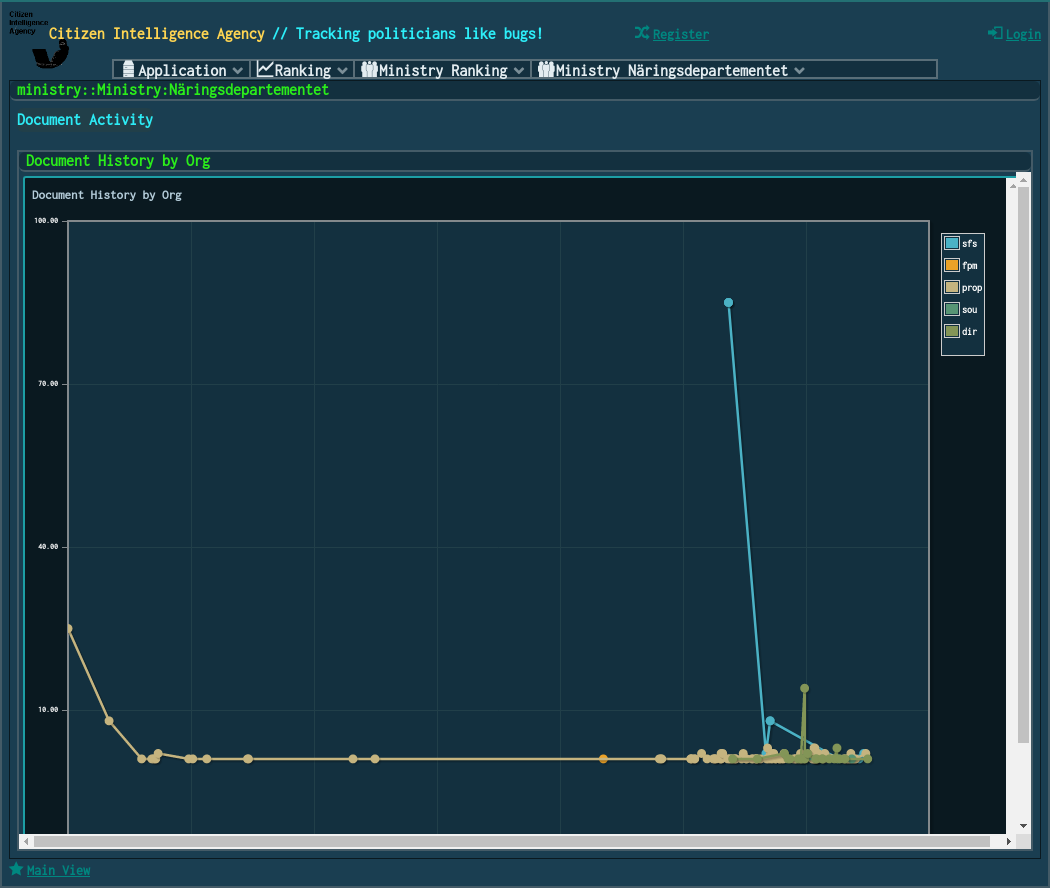 Citizen
Intelligence
Agency
Citizen Intelligence Agency // Tracking politicians like bugs!
Register
Login
Application
Ranking
Ministry Ranking
Ministry Näringsdepartementet
ministry::Ministry:Näringsdepartementet
Document Activity
Document History by Org
Document History by Org
100.00
70.00
40.00
10.00
sfs
fpm
prop
sou
dir
Main View